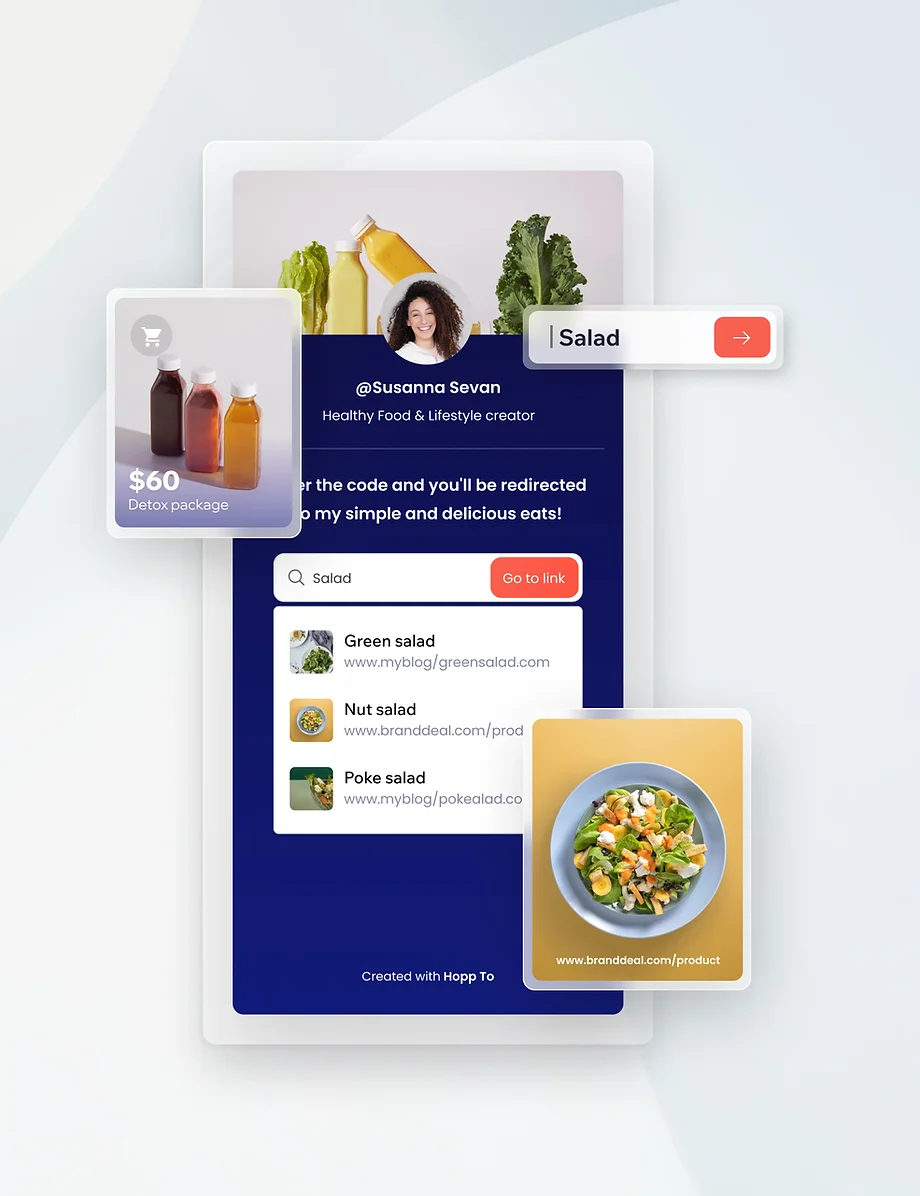 Salad
$60
Detox package
@Susanna Sevan
Healthy Food & Lifestyle creator
er the code and you'll be redirected
o my simple and delicious eats!
Salad
Go to link
Green salad
www.myblog/greensalad.com
Nut salad
www.branddeal.com/prod
Poke salad
www.myblog/pokealad.co
www.branddeal.com/product
Created with Hopp To